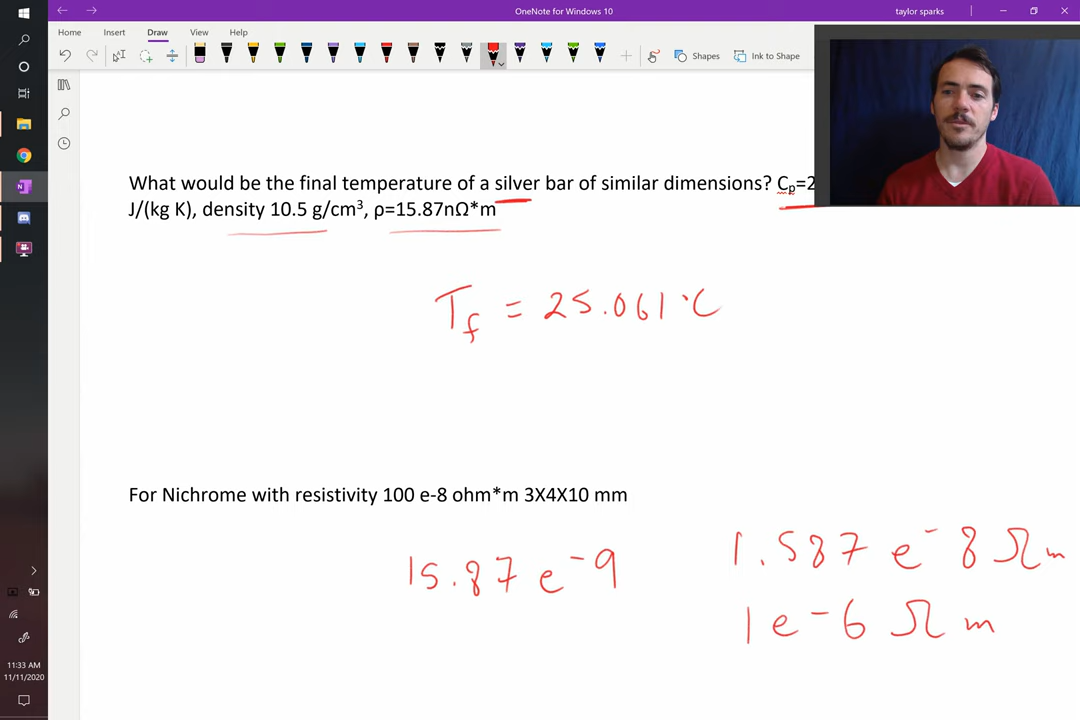 OneNote for Windows 10
taylor sparks
Home Insert Draw View Help
Shapes Ink to Shape
What would be the final temperature of a silver bar of similar dimensions? Cp=2
J/(kg K), density 10.5 g/cm³, ρ=15.87nΩ*m
T_f = 25.061 °C
For Nichrome with resistivity 100 e-8 ohm*m 3X4X10 mm
15.87 e⁻9
1.587 e⁻8 Ω m
1 e⁻6 Ω m
11:33 AM
11/11/2020